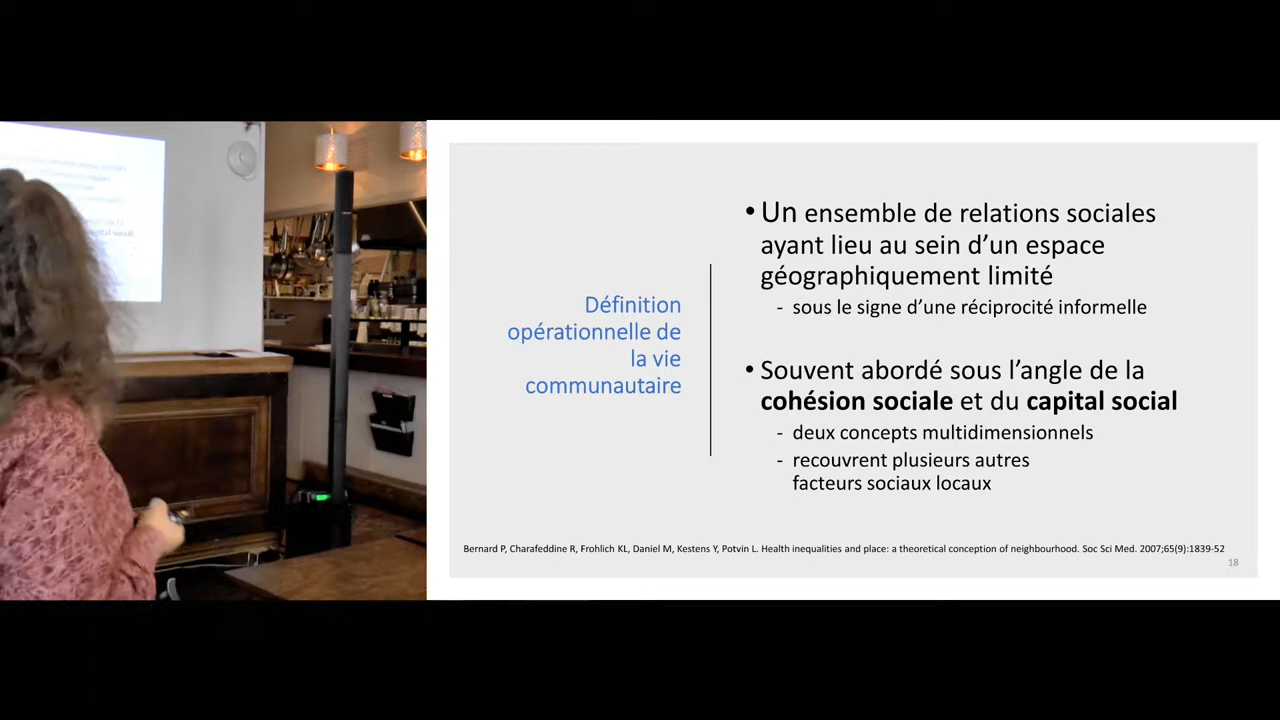 Définition
opérationnelle de
la vie
communautaire
• Un ensemble de relations sociales
ayant lieu au sein d’un espace
géographiquement limité
- sous le signe d’une réciprocité informelle
• Souvent abordé sous l’angle de la
cohésion sociale et du capital social
- deux concepts multidimensionnels
- recouvrent plusieurs autres
facteurs sociaux locaux
Bernard P, Charafeddine R, Frohlich KL, Daniel M, Kestens Y, Potvin L. Health inequalities and place: a theoretical conception of neighbourhood. Soc Sci Med. 2007;65(9):1839-52
18